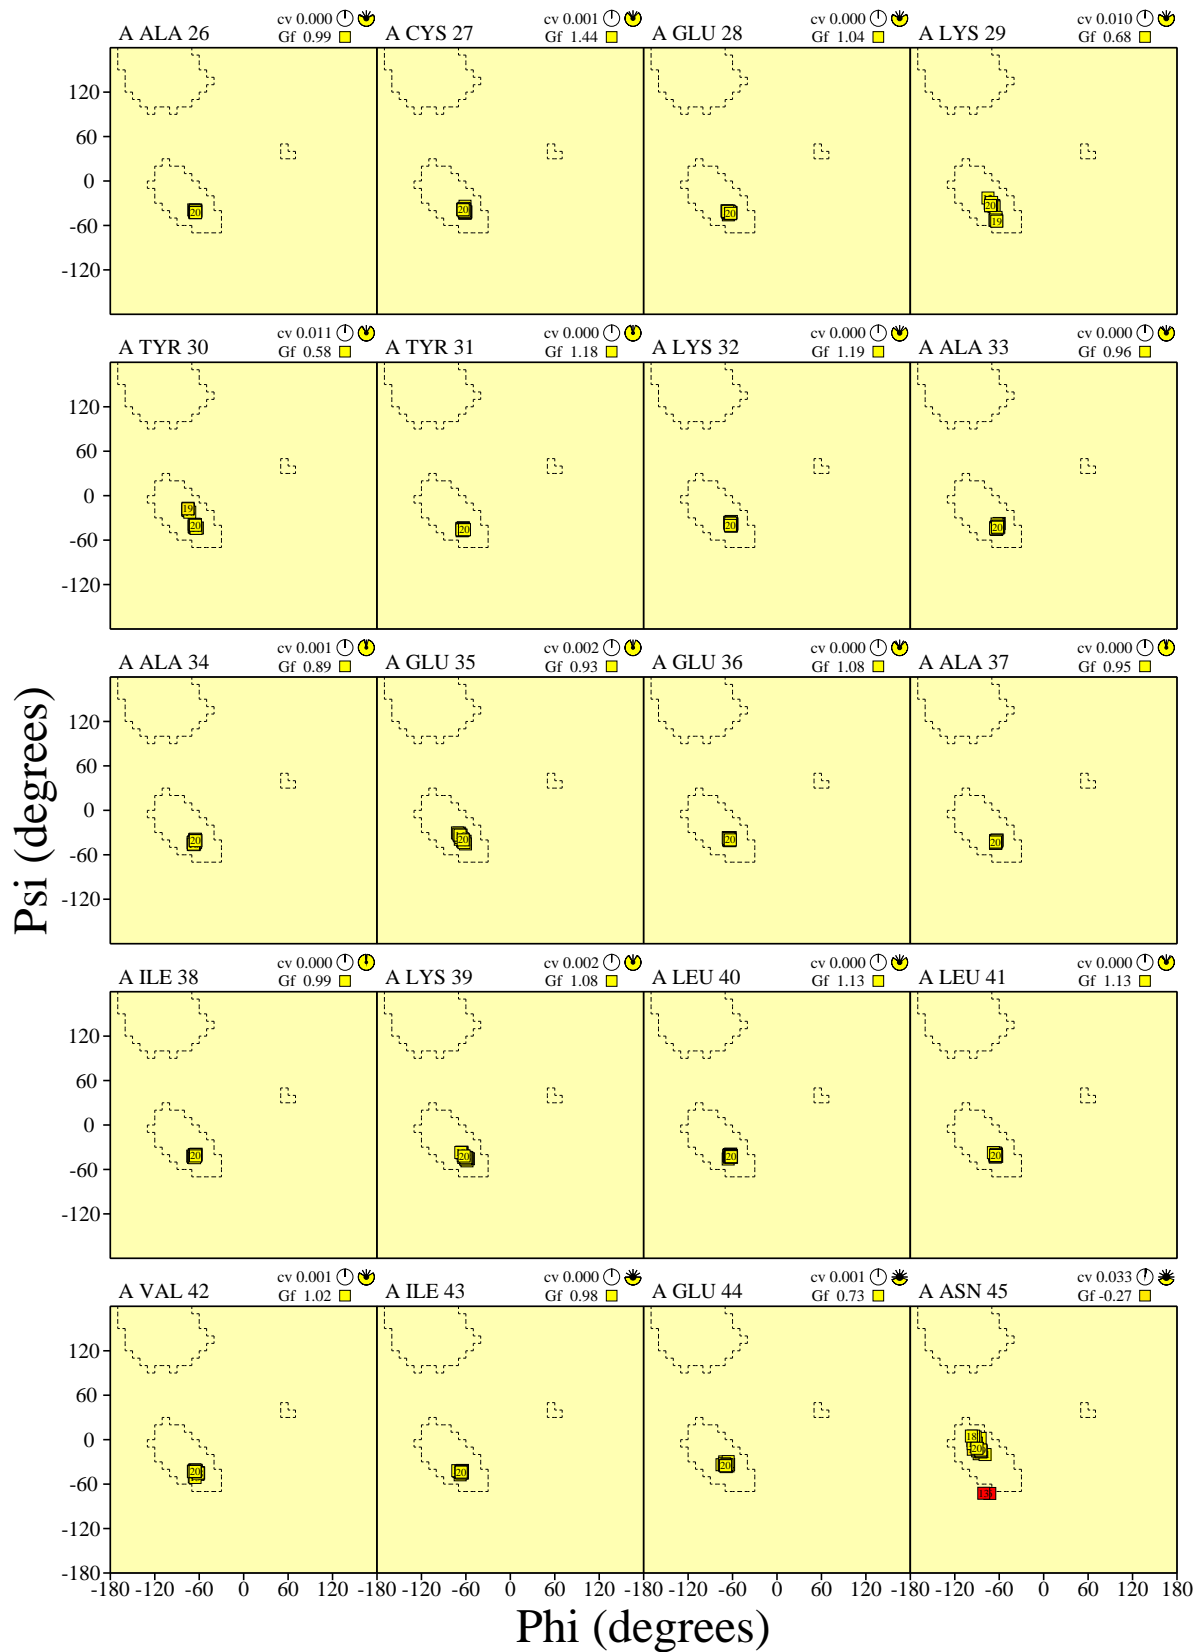 A ALA 26 cv 0.000 Gf 0.99
A CYS 27 cv 0.001 Gf 1.44
A GLU 28 cv 0.000 Gf 1.04
A LYS 29 cv 0.010 Gf 0.68
120
60
0
-60
-120
20
20
20
20
19
A TYR 30 cv 0.011 Gf 0.58
A TYR 31 cv 0.000 Gf 1.18
A LYS 32 cv 0.000 Gf 1.19
A ALA 33 cv 0.000 Gf 0.96
120
60
0
-60
-120
19
20
20
20
20
A ALA 34 cv 0.001 Gf 0.89
A GLU 35 cv 0.002 Gf 0.93
A GLU 36 cv 0.000 Gf 1.08
A ALA 37 cv 0.000 Gf 0.95
120
60
0
-60
-120
20
20
20
20
Psi (degrees)
A ILE 38 cv 0.000 Gf 0.99
A LYS 39 cv 0.002 Gf 1.08
A LEU 40 cv 0.000 Gf 1.13
A LEU 41 cv 0.000 Gf 1.13
120
60
0
-60
-120
20
20
20
20
A VAL 42 cv 0.001 Gf 1.02
A ILE 43 cv 0.000 Gf 0.98
A GLU 44 cv 0.001 Gf 0.73
A ASN 45 cv 0.033 Gf -0.27
120
60
0
-60
-120
-180
20
20
20
18
20
-180 -120 -60 0 60 120 -180 -120 -60 0 60 120 -180 -120 -60 0 60 120 -180 -120 -60 0 60 120 180
Phi (degrees)